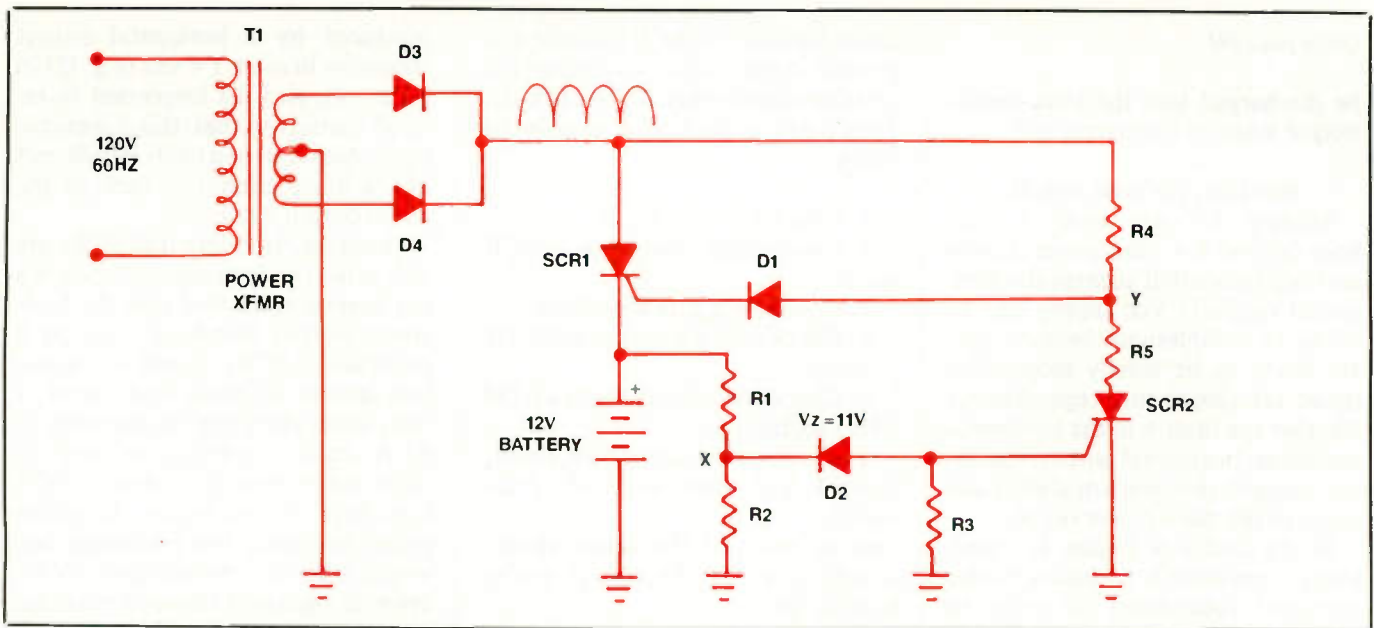 T1
D3
120V
60HZ
D4
POWER
XFMR
SCR1
D1
R4
Y
R5
SCR2
+
12V
BATTERY
R1
Vz = 11V
X
D2
R2
R3